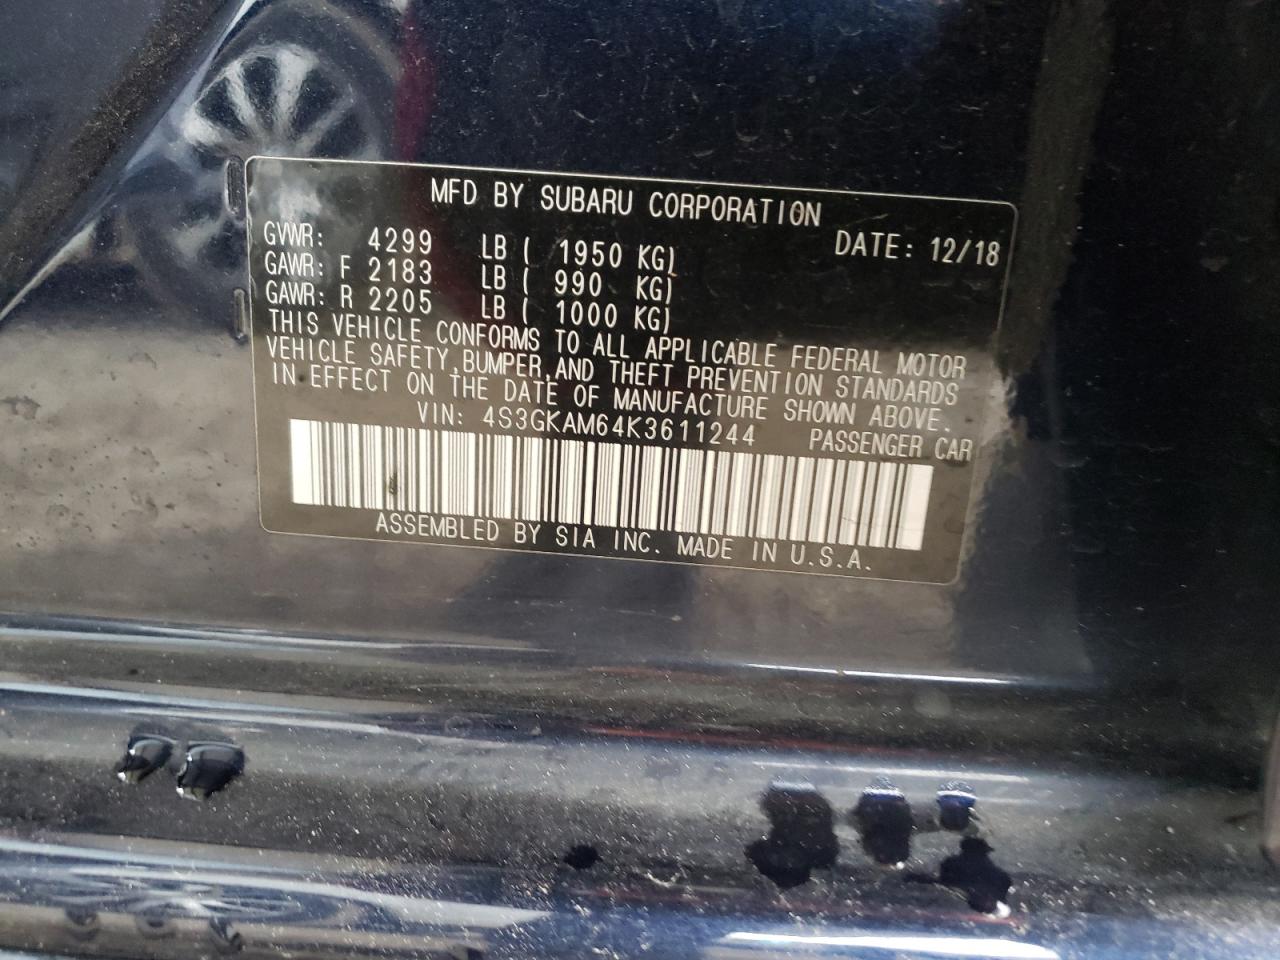 MFD BY SUBARU CORPORATION
GVWR: 4299 LB ( 1950 KG) DATE: 12/18
GAWR: F 2183 LB ( 990 KG)
GAWR: R 2205 LB ( 1000 KG)
THIS VEHICLE CONFORMS TO ALL APPLICABLE FEDERAL MOTOR
VEHICLE SAFETY, BUMPER, AND THEFT PREVENTION STANDARDS
IN EFFECT ON THE DATE OF MANUFACTURE SHOWN ABOVE.
VIN: 4S3GKAM64K3611244 PASSENGER CAR
ASSEMBLED BY SIA INC. MADE IN U.S.A.